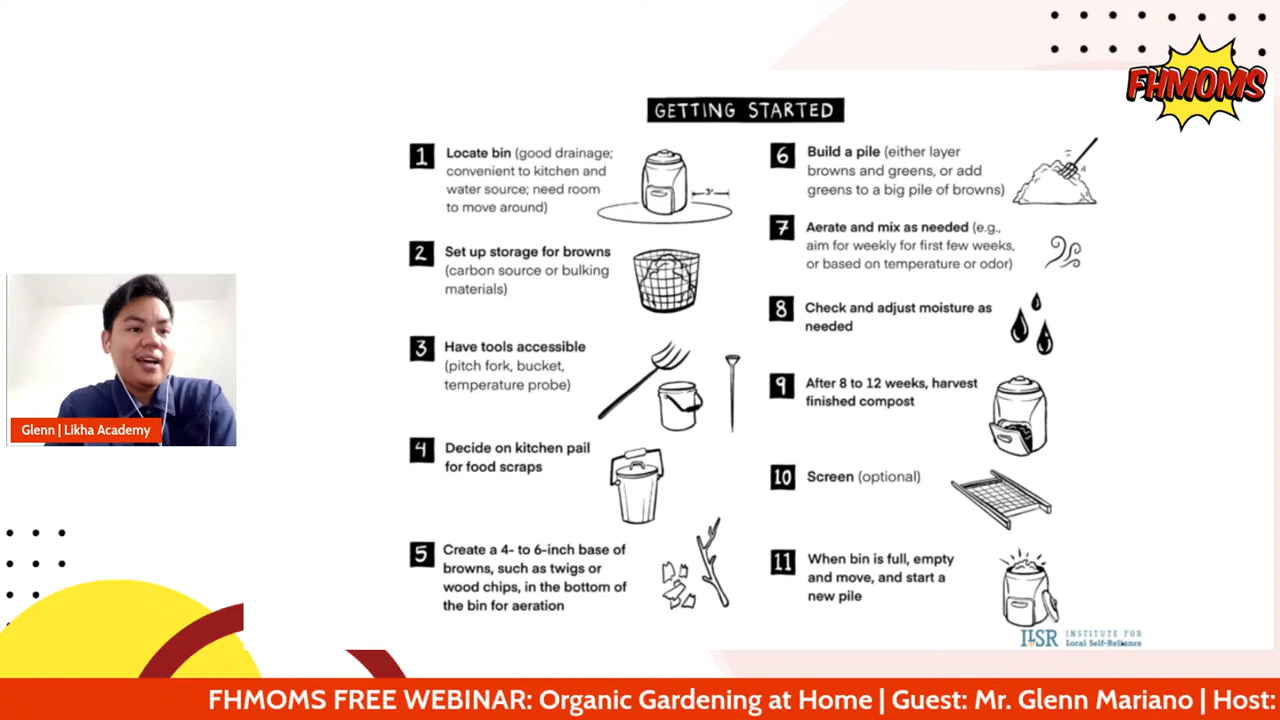 FHMOMS
GETTING STARTED
1
Locate bin (good drainage;
convenient to kitchen and
water source; need room
to move around)
3'
2
Set up storage for browns
(carbon source or bulking
materials)
3
Have tools accessible
(pitch fork, bucket,
temperature probe)
4
Decide on kitchen pail
for food scraps
5
Create a 4- to 6-inch base of
browns, such as twigs or
wood chips, in the bottom of
the bin for aeration
6
Build a pile (either layer
browns and greens, or add
greens to a big pile of browns)
7
Aerate and mix as needed (e.g.,
aim for weekly for first few weeks,
or based on temperature or odor)
8
Check and adjust moisture as
needed
9
After 8 to 12 weeks, harvest
finished compost
10
Screen (optional)
11
When bin is full, empty
and move, and start a
new pile
ILSR INSTITUTE FOR
Local Self-Reliance
Glenn | Likha Academy
FHMOMS FREE WEBINAR: Organic Gardening at Home | Guest: Mr. Glenn Mariano | Host: